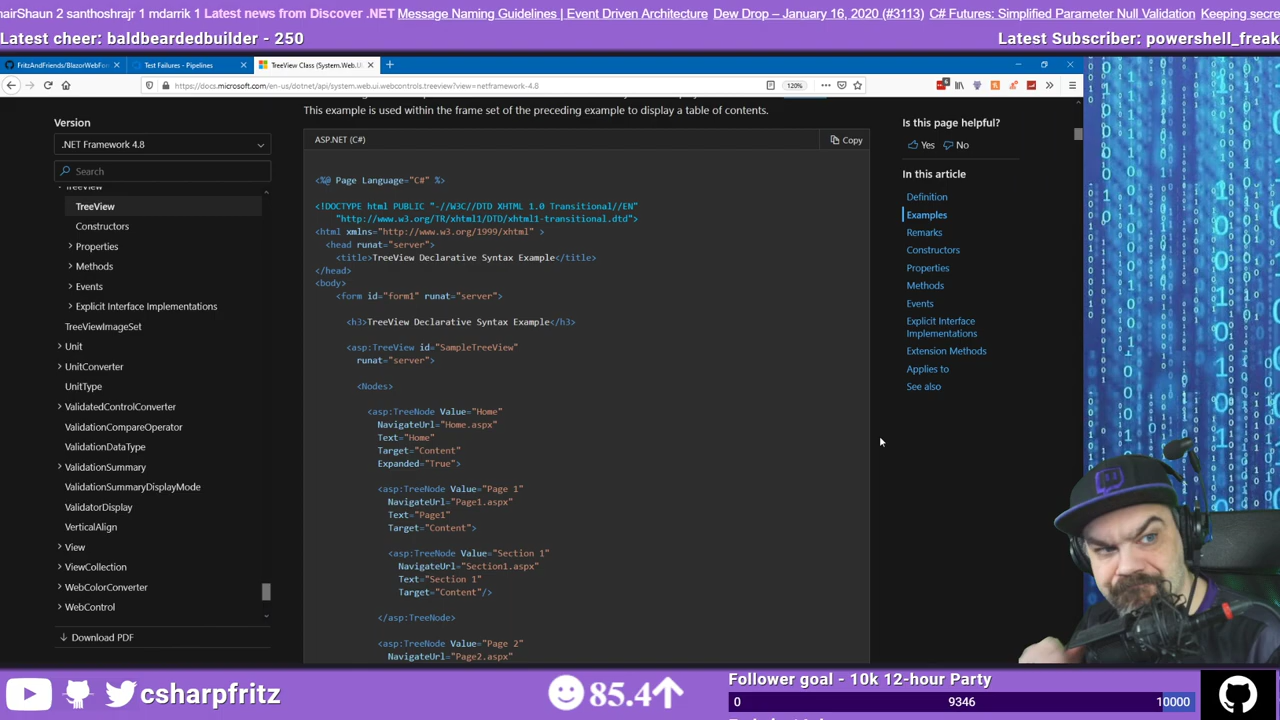 hairShaun 2 santhoshrajr 1 mdarrik 1 Latest news from Discover .NET Message Naming Guidelines | Event Driven Architecture Dew Drop – January 16, 2020 (#3113) C# Futures: Simplified Parameter Null Validation Keeping secre
Latest cheer: baldbeardedbuilder - 250
Latest Subscriber: powershell_freak
FritzAndFriends/BlazorWebFor
Test Failures - Pipelines
TreeView Class (System.Web.U
https://docs.microsoft.com/en-us/dotnet/api/system.web.ui.webcontrols.treeview?view=netframework-4.8
120%
This example is used within the frame set of the preceding example to display a table of contents.
Version
.NET Framework 4.8
Search
TreeView
TreeView
Constructors
Properties
Methods
Events
Explicit Interface Implementations
TreeViewImageSet
Unit
UnitConverter
UnitType
ValidatedControlConverter
ValidationCompareOperator
ValidationDataType
ValidationSummary
ValidationSummaryDisplayMode
ValidatorDisplay
VerticalAlign
View
ViewCollection
WebColorConverter
WebControl
Download PDF
ASP.NET (C#)
Copy
<%@ Page Language="C#" %>
<!DOCTYPE html PUBLIC "-//W3C//DTD XHTML 1.0 Transitional//EN"
"http://www.w3.org/TR/xhtml1/DTD/xhtml1-transitional.dtd">
<html xmlns="http://www.w3.org/1999/xhtml" >
<head runat="server">
<title>TreeView Declarative Syntax Example</title>
</head>
<body>
<form id="form1" runat="server">
<h3>TreeView Declarative Syntax Example</h3>
<asp:TreeView id="SampleTreeView"
runat="server">
<Nodes>
<asp:TreeNode Value="Home"
NavigateUrl="Home.aspx"
Text="Home"
Target="Content"
Expanded="True">
<asp:TreeNode Value="Page 1"
NavigateUrl="Page1.aspx"
Text="Page1"
Target="Content">
<asp:TreeNode Value="Section 1"
NavigateUrl="Section1.aspx"
Text="Section 1"
Target="Content"/>
</asp:TreeNode>
<asp:TreeNode Value="Page 2"
NavigateUrl="Page2.aspx"
Is this page helpful?
Yes No
In this article
Definition
Examples
Remarks
Constructors
Properties
Methods
Events
Explicit Interface
Implementations
Extension Methods
Applies to
See also
csharpfritz
85.4
Follower goal - 10k 12-hour Party
0 9346 10000